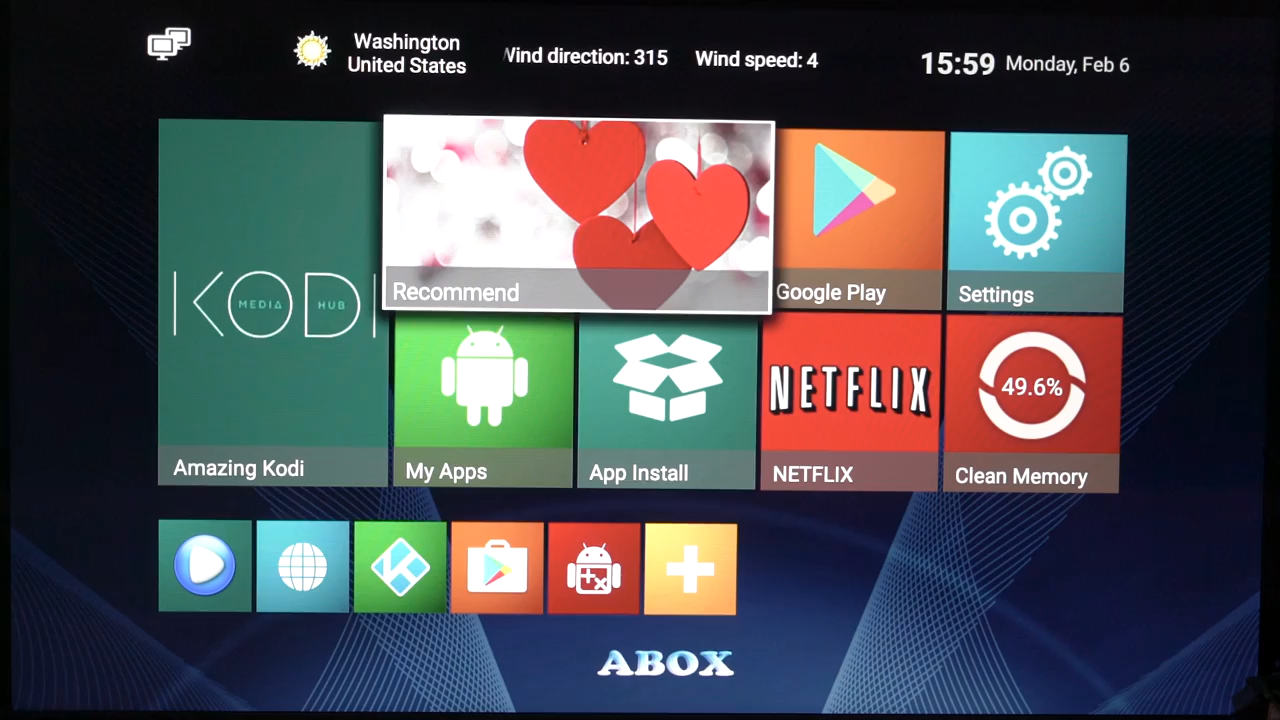 Washington
United States
Wind direction: 315
Wind speed: 4
15:59 Monday, Feb 6
KODI
MEDIA HUB
Amazing Kodi
Recommend
Google Play
Settings
My Apps
App Install
NETFLIX
NETFLIX
49.6%
Clean Memory
ABOX